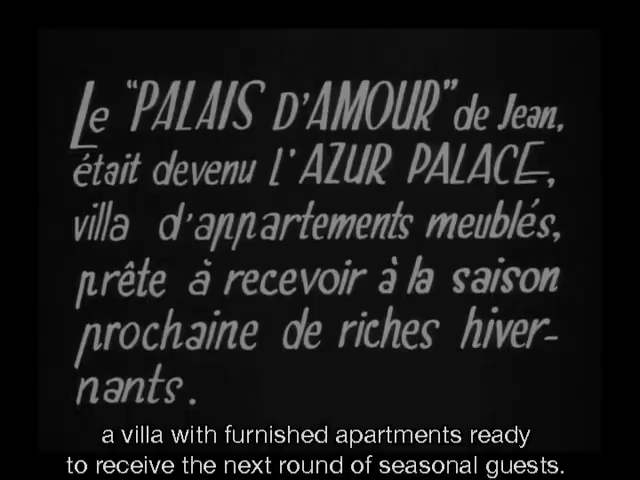 Le "PALAIS D'AMOUR" de Jean,
était devenu l'AZUR PALACE,
villa d'appartements meublés,
prête à recevoir à la saison
prochaine de riches hiver-
nants.
a villa with furnished apartments ready
to receive the next round of seasonal guests.